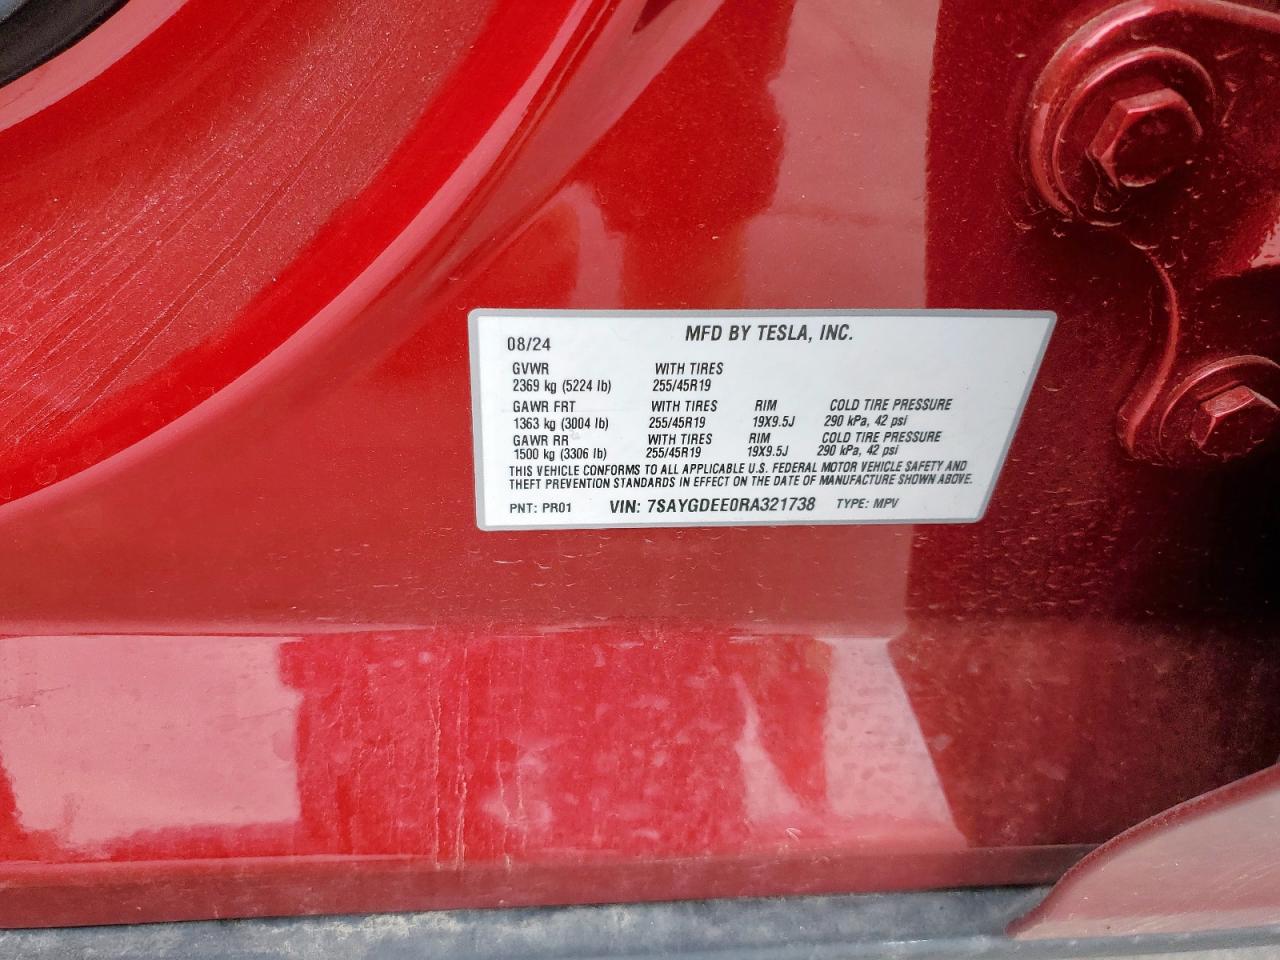 MFD BY TESLA, INC.
08/24
GVWR WITH TIRES
2369 kg (5224 lb) 255/45R19
GAWR FRT WITH TIRES RIM COLD TIRE PRESSURE
1363 kg (3004 lb) 255/45R19 19X9.5J 290 kPa, 42 psi
GAWR RR WITH TIRES RIM COLD TIRE PRESSURE
1500 kg (3306 lb) 255/45R19 19X9.5J 290 kPa, 42 psi
THIS VEHICLE CONFORMS TO ALL APPLICABLE U.S. FEDERAL MOTOR VEHICLE SAFETY AND
THEFT PREVENTION STANDARDS IN EFFECT ON THE DATE OF MANUFACTURE SHOWN ABOVE.
PNT: PR01 VIN: 7SAYGDEE0RA321738 TYPE: MPV